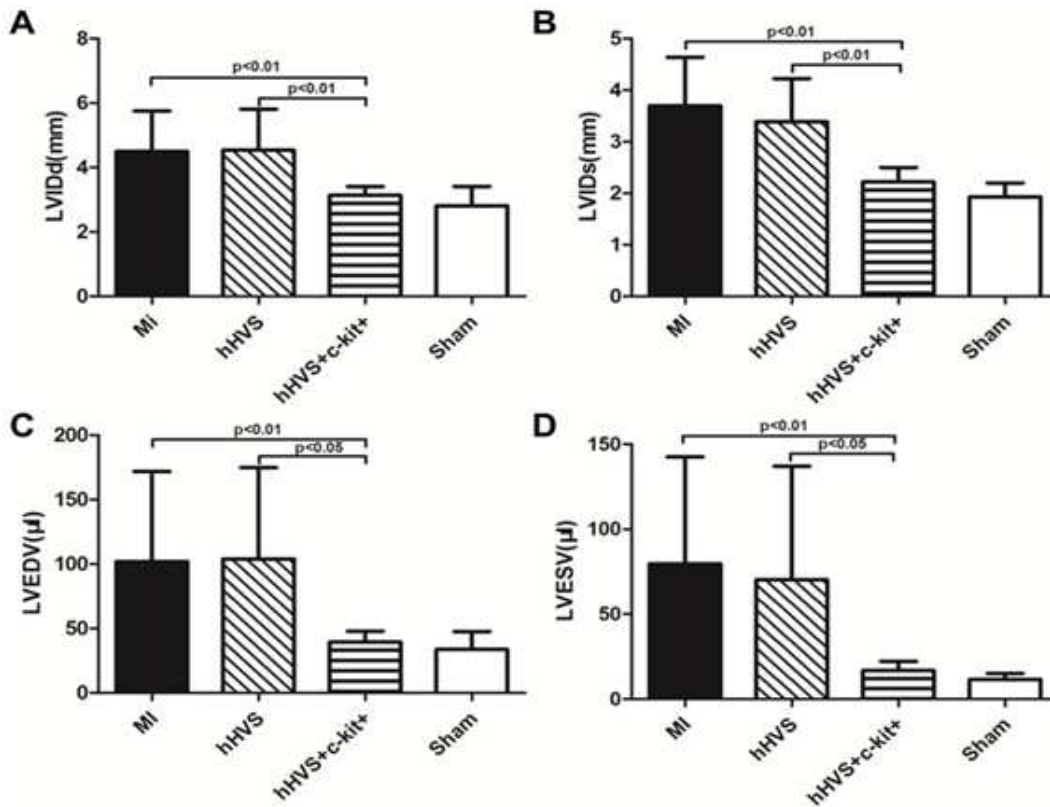 A
LVIDd(mm)
8
6
4
2
0
p<0.01
p<0.01
Mi
hHVS
hHVS+c-kit+
Sham
B
LVIDs(mm)
5
4
3
2
1
0
p<0.01
p<0.01
MI
hHVS
hHVS+c-kit+
Sham
C
LVEDV(µl)
200
150
100
50
0
p<0.01
p<0.05
MI
hHVS
hHVS+c-kit+
Sham
D
LVESV(µl)
150
100
50
0
p<0.01
p<0.05
MI
hHVS
hHVS+c-kit+
Sham